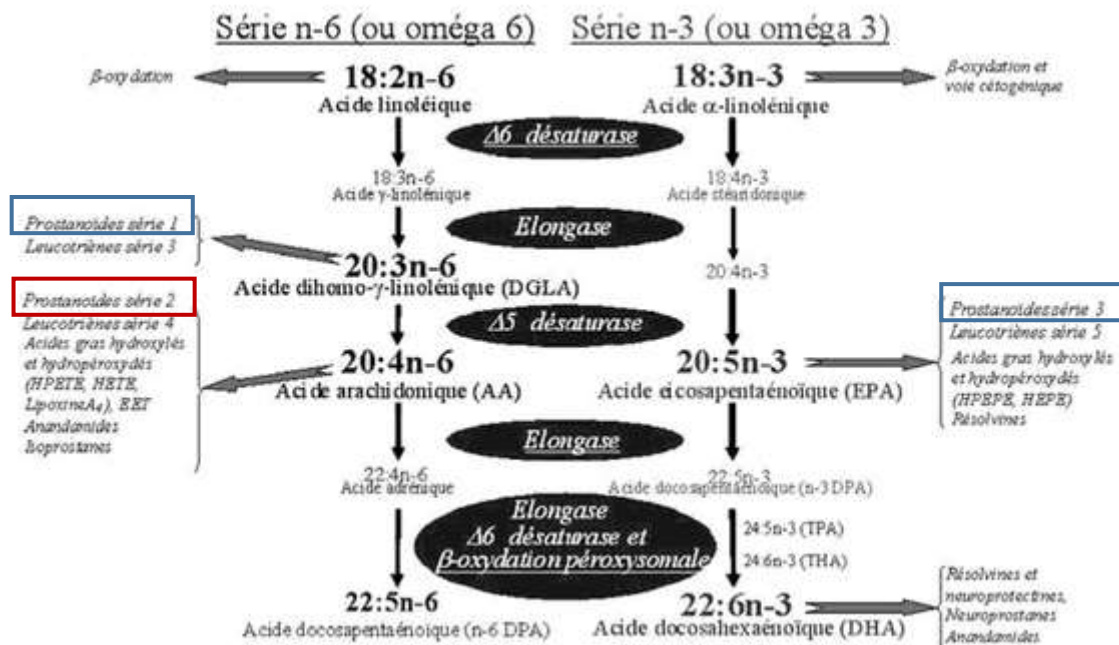 Série n-6 (ou oméga 6) Série n-3 (ou oméga 3)
β-oxydation
18:2n-6
Acide linoléique
18:3n-3
Acide α-linolénique
β-oxydation et
voie cétogénique
Δ6 désaturase
18:3n-6
Acide γ-linolénique
18:4n-3
Acide stéaridonique
Prostanoïdes série 1
Leucotriènes série 3
Elongase
20:3n-6
Acide dihomo-γ-linolénique (DGLA)
20:4n-3
Prostanoïdes série 2
Leucotriènes série 4
Acides gras hydroxylés
et hydropéroxydés
(HPETE, HETE,
LipoxineA4), EET
Anandamides
Isoprostanes
Δ5 désaturase
20:4n-6
Acide arachidonique (AA)
20:5n-3
Acide eicosapentaénoïque (EPA)
Prostanoïdes série 3
Leucotriènes série 5
Acides gras hydroxylés
et hydropéroxydés
(HPEPE, HEPE)
Résolvines
Elongase
22:4n-6
Acide adrénique
22:5n-3
Acide docosapentaénoïque (n-3 DPA)
Elongase
Δ6 désaturase et
β-oxydation péroxysomale
24:5n-3 (TPA)
24:6n-3 (THA)
22:5n-6
Acide docosapentaénoïque (n-6 DPA)
22:6n-3
Acide docosahexaénoïque (DHA)
Résolvines et
neuroprotectines,
Neuroprostanes
Anandamides